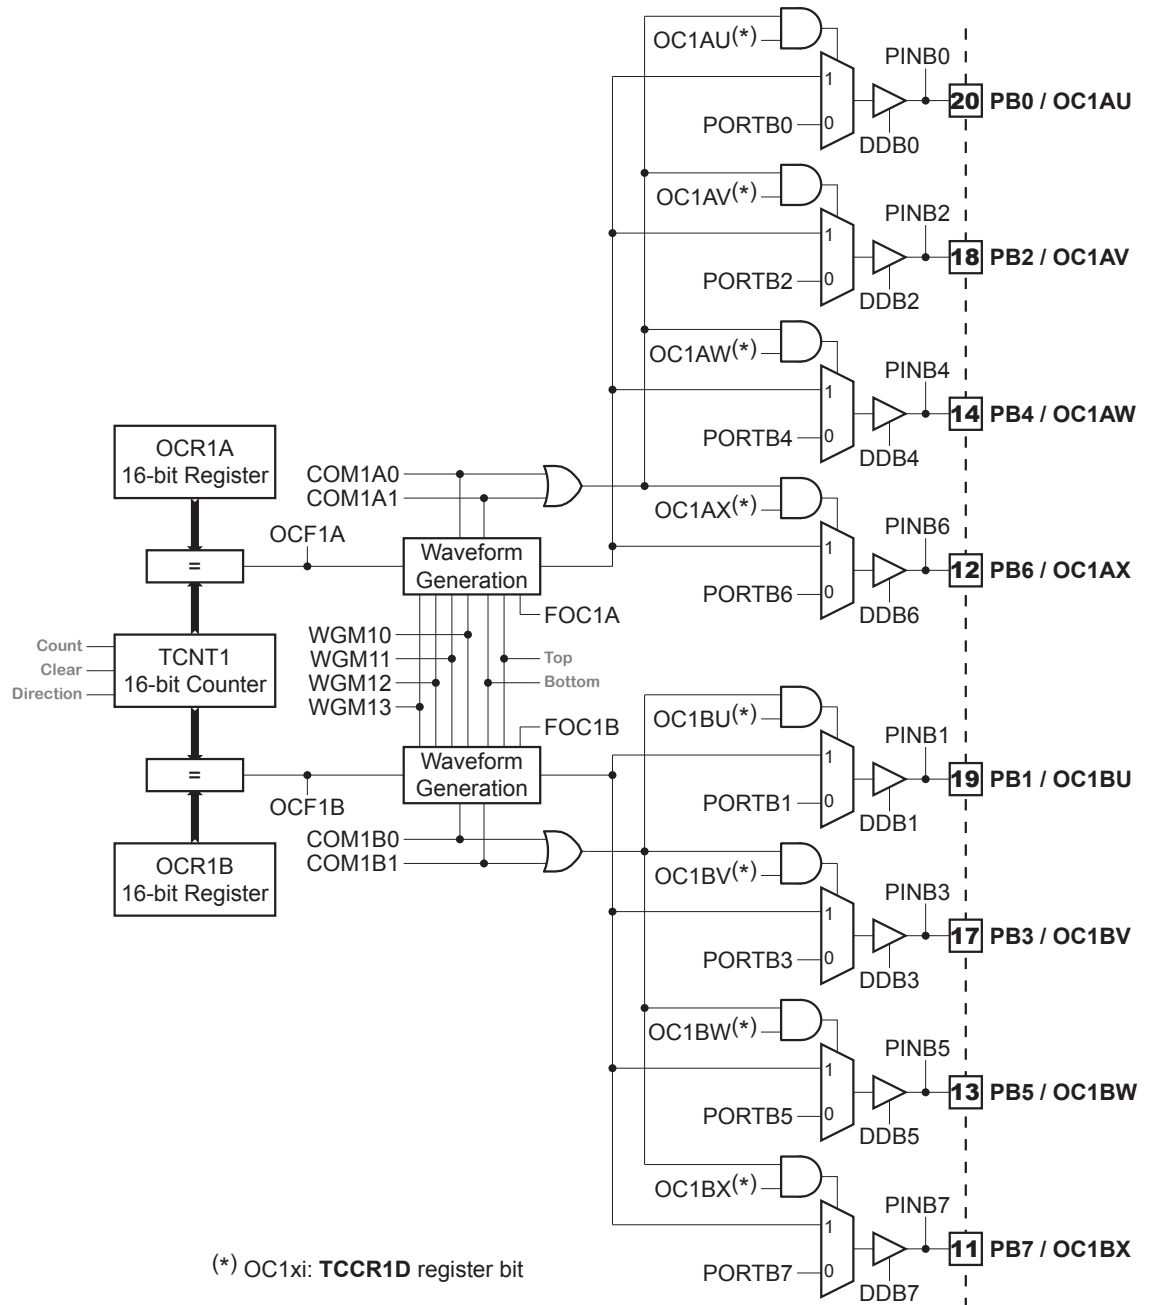 OC1AU(*)
1
PORTB0
0
PINB0
DDB0
20 PB0 / OC1AU
OC1AV(*)
1
PORTB2
0
PINB2
DDB2
18 PB2 / OC1AV
OC1AW(*)
1
PORTB4
0
PINB4
DDB4
14 PB4 / OC1AW
OC1AX(*)
1
PORTB6
0
PINB6
DDB6
12 PB6 / OC1AX
OCR1A
16-bit Register
=
OCF1A
COM1A0
COM1A1
Waveform
Generation
FOC1A
Count
Clear
Direction
TCNT1
16-bit Counter
WGM10
WGM11
WGM12
WGM13
Top
Bottom
FOC1B
Waveform
Generation
=
OCF1B
COM1B0
COM1B1
OCR1B
16-bit Register
OC1BU(*)
1
PORTB1
0
PINB1
DDB1
19 PB1 / OC1BU
OC1BV(*)
1
PORTB3
0
PINB3
DDB3
17 PB3 / OC1BV
OC1BW(*)
1
PORTB5
0
PINB5
DDB5
13 PB5 / OC1BW
OC1BX(*)
1
PORTB7
0
PINB7
DDB7
11 PB7 / OC1BX
(*) OC1xi: TCCR1D register bit